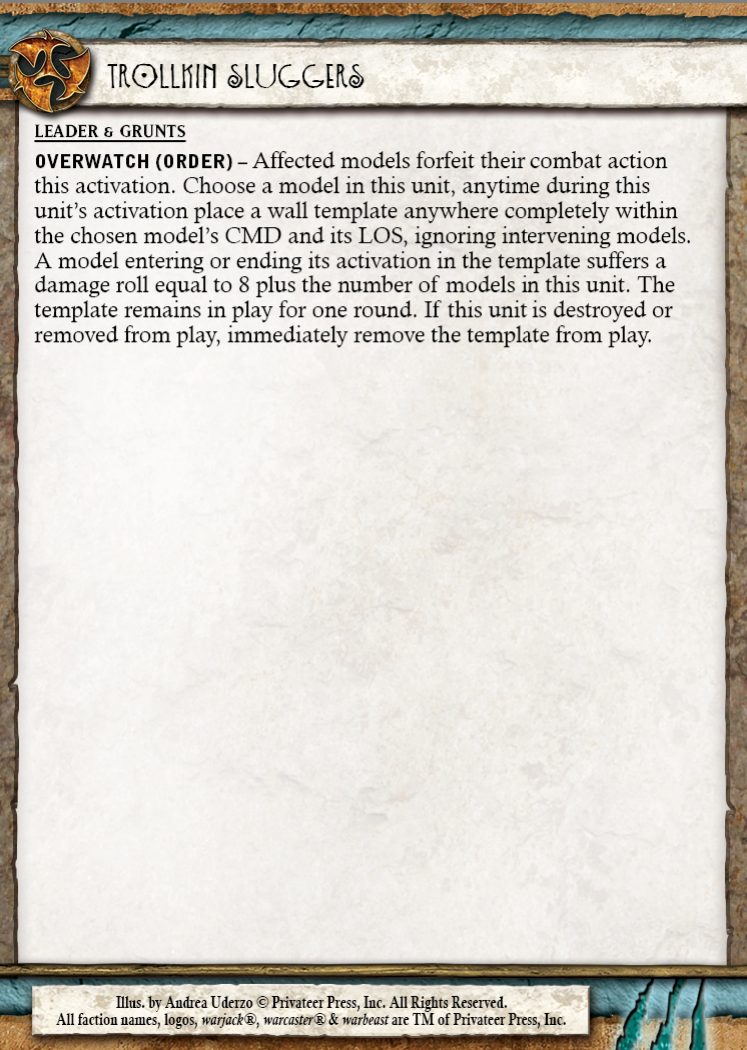 TROLLKIN SLUGGERS
LEADER & GRUNTS
OVERWATCH (ORDER) – Affected models forfeit their combat action
this activation. Choose a model in this unit, anytime during this
unit’s activation place a wall template anywhere completely within
the chosen model’s CMD and its LOS, ignoring intervening models.
A model entering or ending its activation in the template suffers a
damage roll equal to 8 plus the number of models in this unit. The
template remains in play for one round. If this unit is destroyed or
removed from play, immediately remove the template from play.
Illus. by Andrea Uderzo © Privateer Press, Inc. All Rights Reserved.
All faction names, logos, warjack®, warcaster® & warbeast are TM of Privateer Press, Inc.